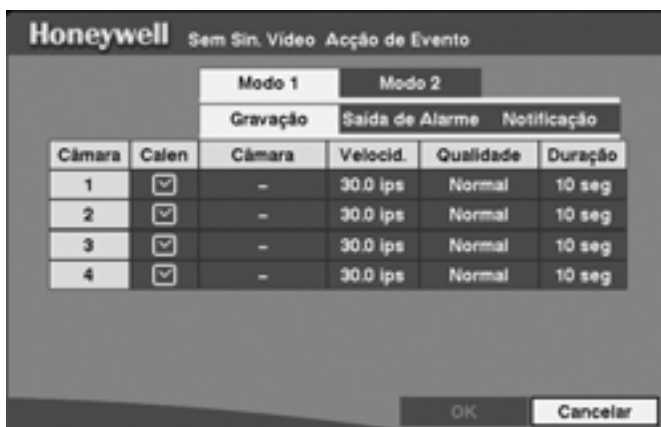 Honeywell Sem Sin. Vídeo Acção de Evento
Modo 1 Modo 2
Gravação Saída de Alarme Notificação
Câmara Calen Câmara Velocid. Qualidade Duração
1 – 30.0 ips Normal 10 seg
2 – 30.0 ips Normal 10 seg
3 – 30.0 ips Normal 10 seg
4 – 30.0 ips Normal 10 seg
OK Cancelar